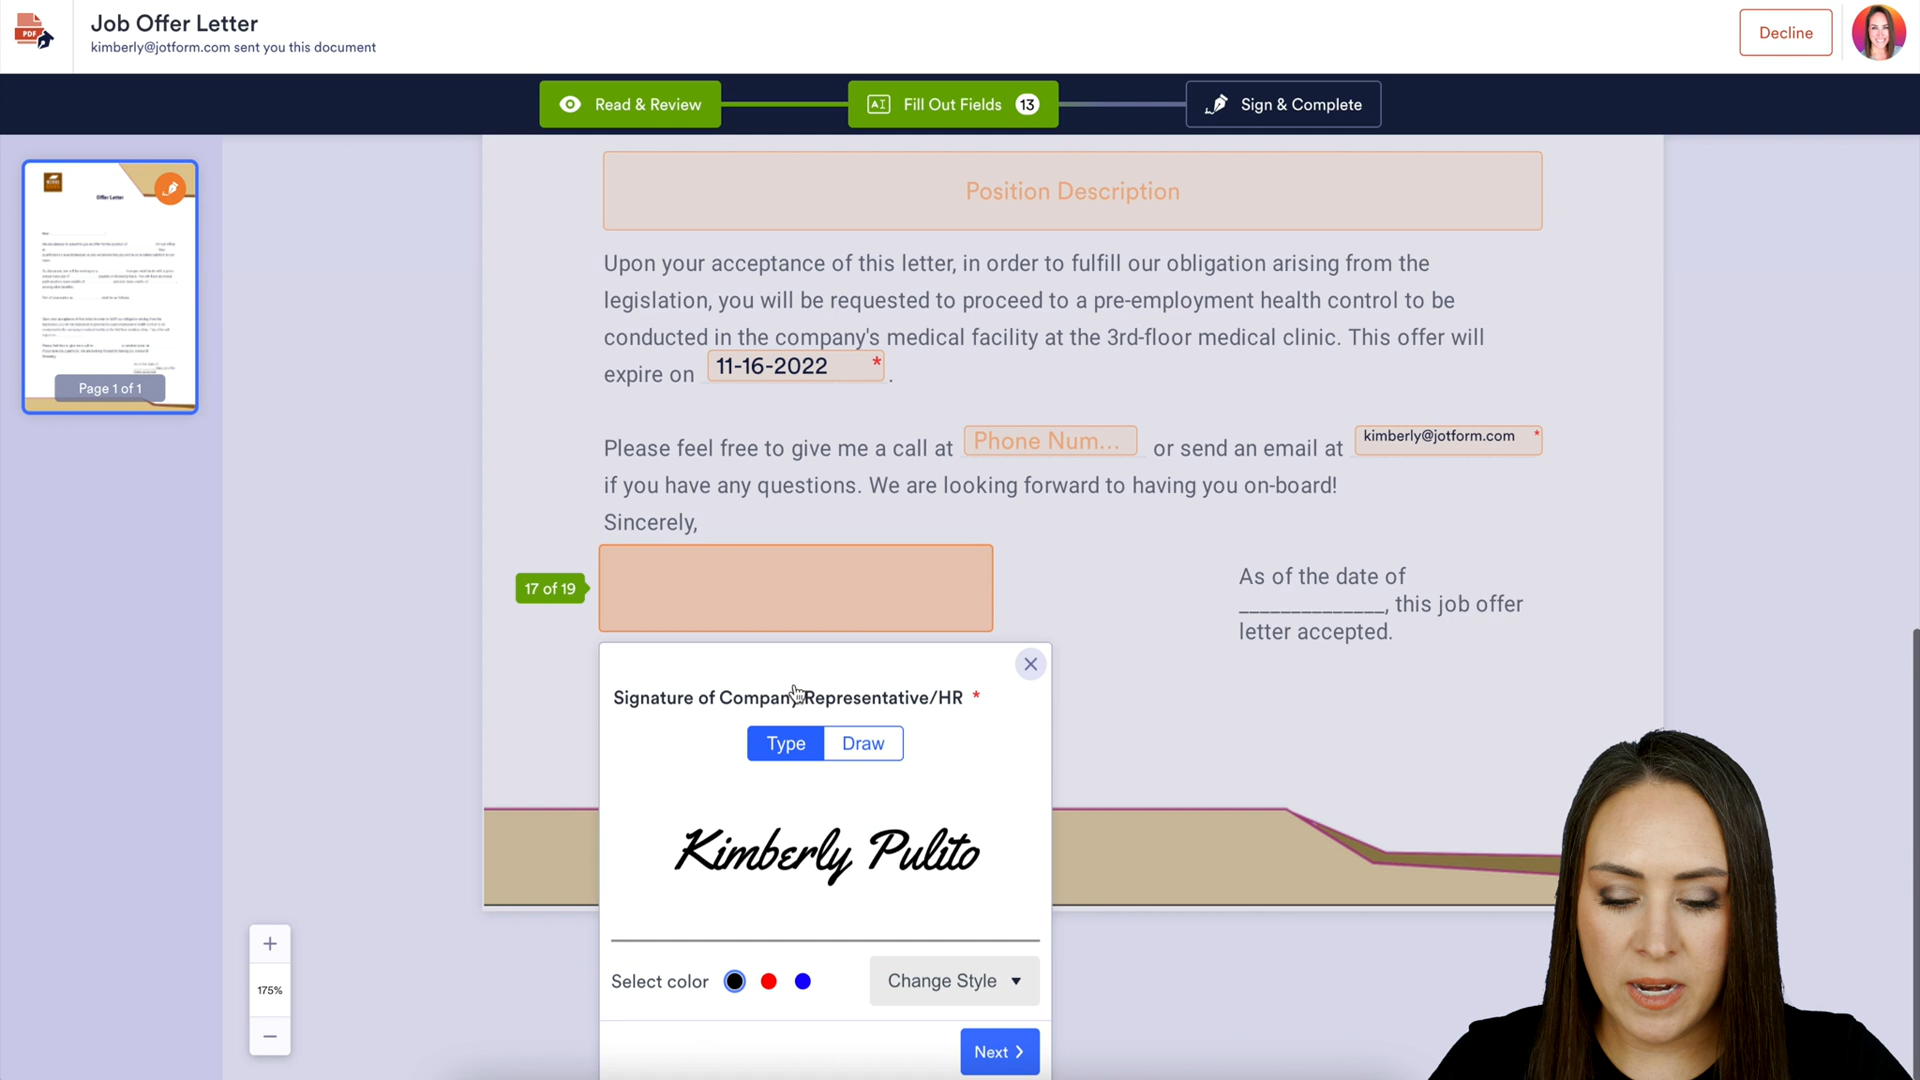 Job Offer Letter
kimberly@jotform.com sent you this document
Decline
PDF
Read & Review
Fill Out Fields 13
Sign & Complete
Offer Letter
Page 1 of 1
Position Description
Upon your acceptance of this letter, in order to fulfill our obligation arising from the
legislation, you will be requested to proceed to a pre-employment health control to be
conducted in the company's medical facility at the 3rd-floor medical clinic. This offer will
expire on 11-16-2022 * .
Please feel free to give me a call at Phone Num... or send an email at kimberly@jotform.com *
if you have any questions. We are looking forward to having you on-board!
Sincerely,
17 of 19
As of the date of
______________, this job offer
letter accepted.
Signature of Company Representative/HR *
Type Draw
Kimberly Pulito
Select color
Change Style
175%
Next